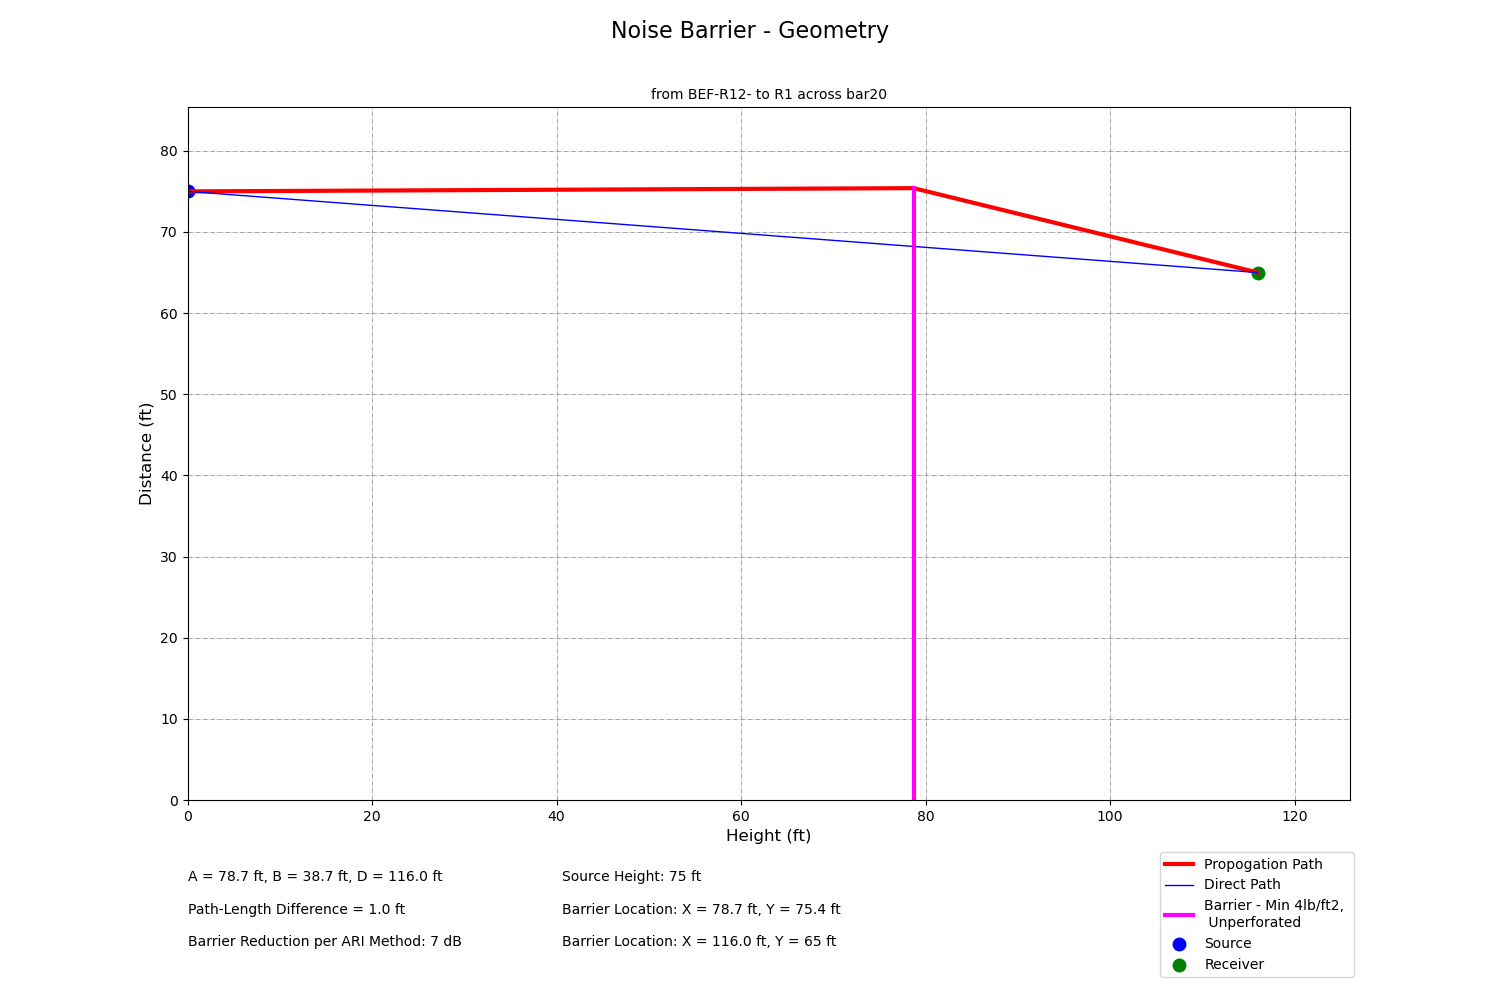 Noise Barrier - Geometry
from BEF-R12- to R1 across bar20
80
70
60
50
40
30
20
10
0
Distance (ft)
0 20 40 60 80 100 120
Height (ft)
A = 78.7 ft, B = 38.7 ft, D = 116.0 ft
Path-Length Difference = 1.0 ft
Barrier Reduction per ARI Method: 7 dB
Source Height: 75 ft
Barrier Location: X = 78.7 ft, Y = 75.4 ft
Barrier Location: X = 116.0 ft, Y = 65 ft
Propogation Path
Direct Path
Barrier - Min 4lb/ft2,
Unperforated
Source
Receiver